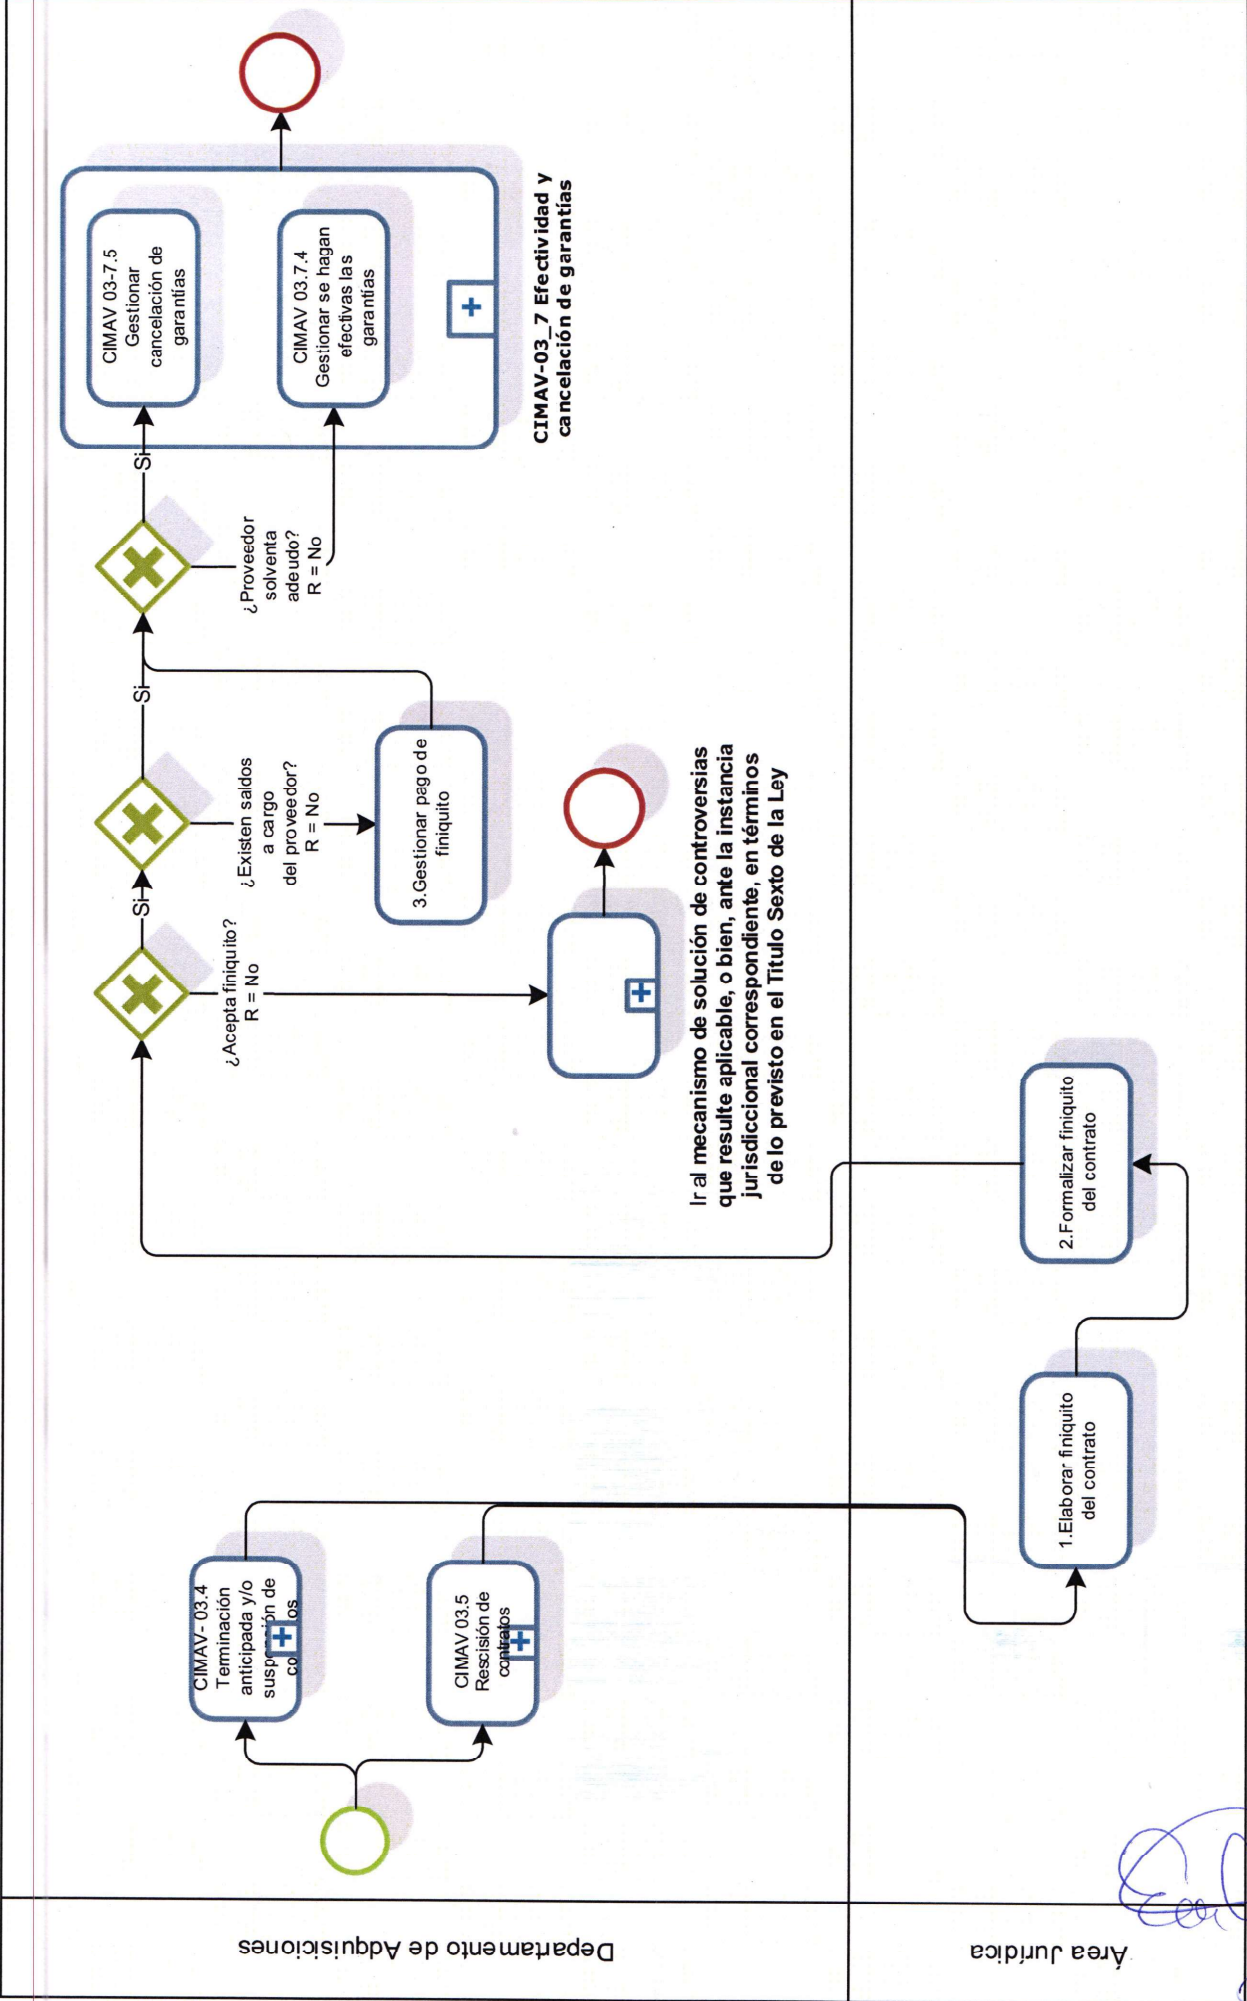 Departamento de Adquisiciones
Área Jurídica
CIMAV- 03.4
Terminación
anticipada y/o
de
CIMAV 03.5
Rescisión de
contratos
1.Elaborar finiquito
del contrato
2.Formalizar finiquito
del contrato
¿Acepta finiquito?
R = No
Si
¿Existen saldos
a cargo
del proveedor?
R = No
Si
3.Gestionar pago de
finiquito
Ir al mecanismo de solución de controversias
que resulte aplicable, o bien, ante la instancia
jurisdiccional correspondiente, en términos
de lo previsto en el Titulo Sexto de la Ley
¿Proveedor
solventa
adeudo?
R = No
Si
CIMAV 03-7.5
Gestionar
cancelación de
garantías
CIMAV 03.7.4
Gestionar se hagan
efectivas las
garantías
CIMAV-03_7 Efectividad y
cancelación de garantías